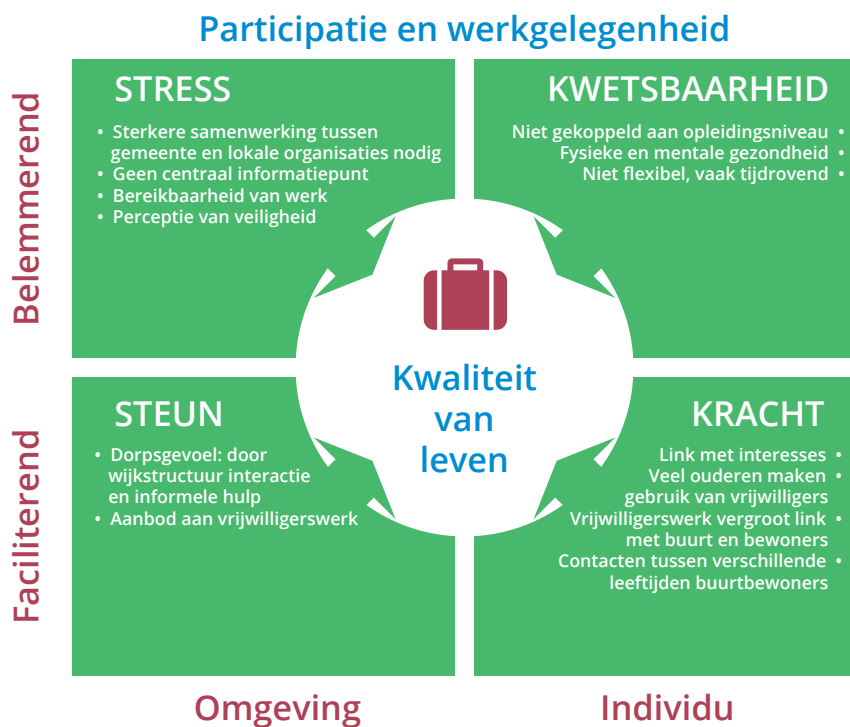 Participatie en werkgelegenheid
Belemmerend
STRESS
• Sterkere samenwerking tussen
gemeente en lokale organisaties nodig
• Geen centraal informatiepunt
• Bereikbaarheid van werk
• Perceptie van veiligheid
KWETSBAARHEID
Niet gekoppeld aan opleidingsniveau •
Fysieke en mentale gezondheid •
Niet flexibel, vaak tijdrovend •
Kwaliteit
van
leven
Faciliterend
STEUN
• Dorpsgevoel: door
wijkstructuur interactie
en informele hulp
• Aanbod aan vrijwilligerswerk
KRACHT
Link met interesses •
Veel ouderen maken •
gebruik van vrijwilligers
Vrijwilligerswerk vergroot link •
met buurt en bewoners
Contacten tussen verschillende •
leeftijden buurtbewoners
Omgeving
Individu